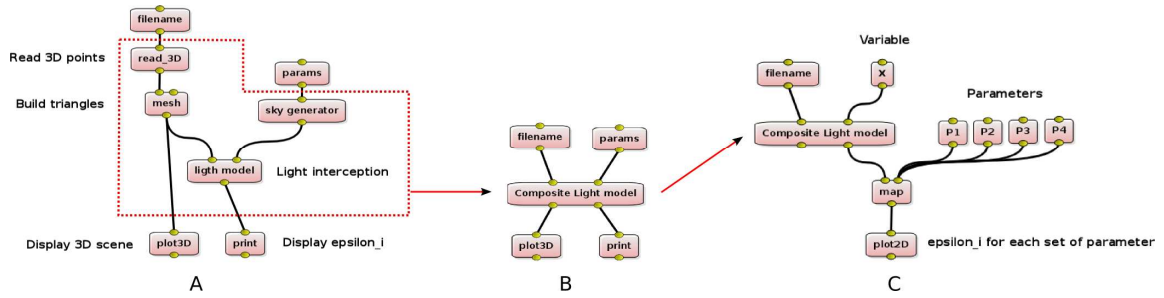 filename
Read 3D points
read_3D
params
Build triangles
mesh
sky generator
ligth model
Light interception
Display 3D scene
plot3D
print
Display epsilon_i
A
filename
params
Composite Light model
plot3D
print
B
Variable
filename
X
Parameters
Composite Light model
P1
P2
P3
P4
map
plot2D
epsilon_i for each set of parameter
C